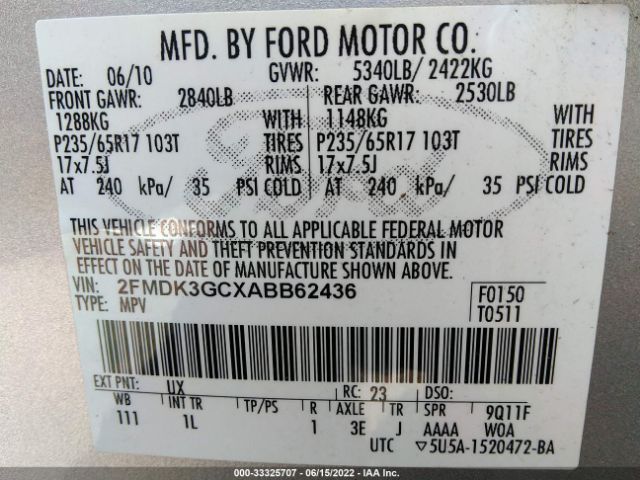 MFD. BY FORD MOTOR CO.
DATE: 06/10 GVWR: 5340LB/ 2422KG
FRONT GAWR: 2840LB REAR GAWR: 2530LB
1288KG WITH 1148KG WITH
P235/65R17 103T TIRES P235/65R17 103T TIRES
17x7.5J RIMS 17x7.5J RIMS
AT 240 kPa/ 35 PSI COLD AT 240 kPa/ 35 PSI COLD
THIS VEHICLE CONFORMS TO ALL APPLICABLE FEDERAL MOTOR
VEHICLE SAFETY AND THEFT PREVENTION STANDARDS IN
EFFECT ON THE DATE OF MANUFACTURE SHOWN ABOVE.
VIN: 2FMDK3GCXABB62436 F0150
TYPE: MPV T0511
EXT PNT: UX RC: 23 DSO:
WB INT TR TP/PS R AXLE TR SPR 9Q11F
111 1L 1 3E J AAAA WOA
UTC ▽5U5A-1520472-BA
000-33325707 - 06/15/2022 - IAA Inc.